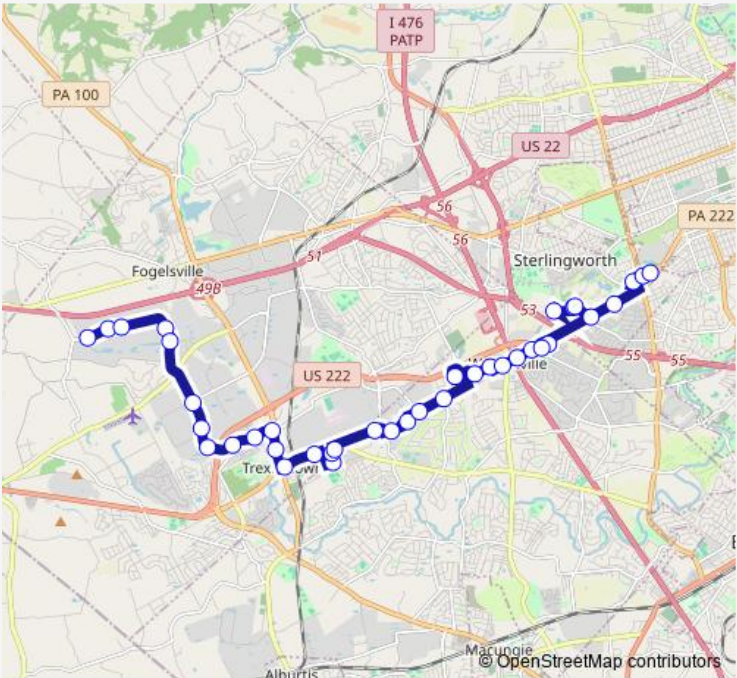 I 476
PATP
PA 100
US 22
56
PA 222
56
Sterlingworth
51
Fogelsville
49B
53
55
55
US 222
Macungie
Alburtis
© OpenStreetMap contributors